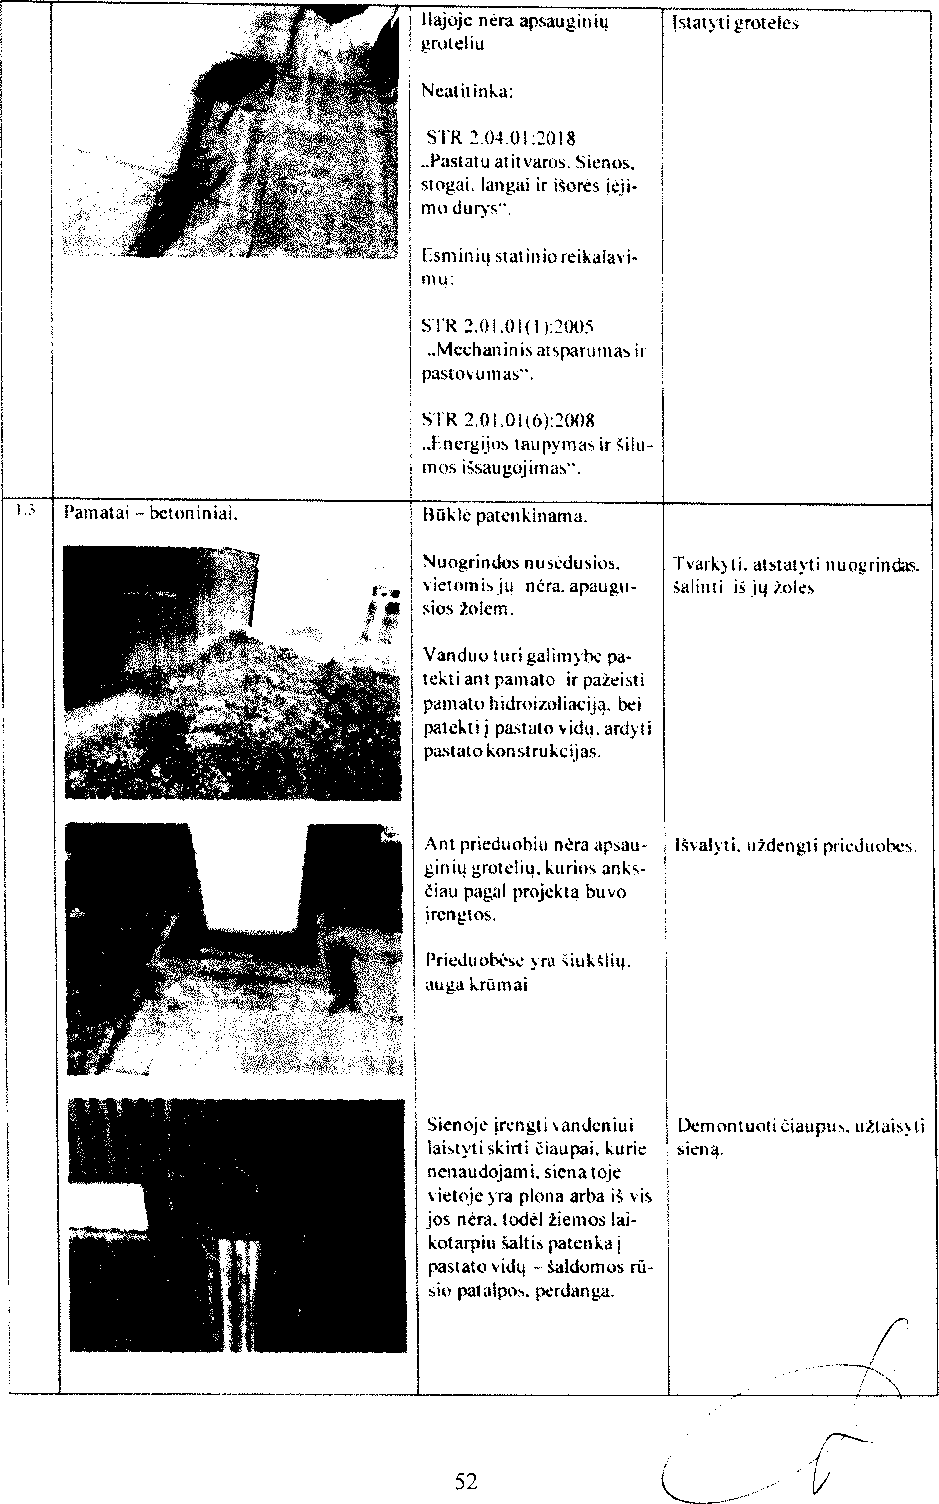 Ilajoje nėra apsauginių
grotelių
Įstatyti groteles
Neatitinka:
STR 2.04.01:2018
„Pastatų atitvaros. Sienos,
stogai, langai ir išorės įėji-
mo durys“.
Esminių statinio reikalavi-
mų:
STR 2.01.01(1):2005
„Mechaninis atsparumas ir
pastovumas“.
STR 2.01.01(6):2008
„Energijos taupymas ir šilu-
mos išsaugojimas“.
1.3
Pamatai – betoniniai.
Būklė patenkinama.
Nuogrindos nusėdusios,
vietomis jų nėra, apaugu-
sios žolėm.
Tvarkyti, atstatyti nuogrindas,
šalinti iš jų žoles
Vanduo turi galimybę pa-
tekti ant pamato ir pažeisti
pamato hidroizoliaciją, bei
patekti į pastato vidų, ardyti
pastato konstrukcijas.
Ant prieduobių nėra apsau-
ginių grotelių, kurios anks-
čiau pagal projektą buvo
įrengtos.
Išvalyti, uždengti prieduobes.
Prieduobėse yra šiukšlių,
auga krūmai
Sienoje įrengti vandeniui
laistyti skirti čiaupai, kurie
nenaudojami, siena toje
vietoje yra plona arba iš vis
jos nėra, todėl žiemos lai-
kotarpiu šaltis patenka į
pastato vidų – šaldomos rū-
sio patalpos, perdanga.
Demontuoti čiaupus, užtaisyti
sieną.
52